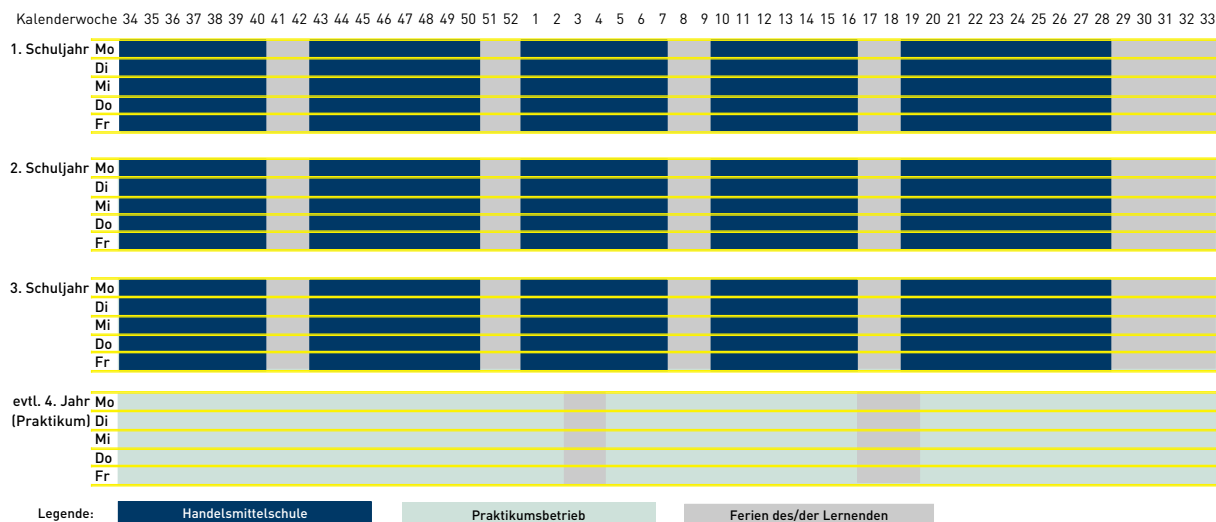 Kalenderwoche 34 35 36 37 38 39 40 41 42 43 44 45 46 47 48 49 50 51 52 1 2 3 4 5 6 7 8 9 10 11 12 13 14 15 16 17 18 19 20 21 22 23 24 25 26 27 28 29 30 31 32 33
1. Schuljahr Mo
Di
Mi
Do
Fr
2. Schuljahr Mo
Di
Mi
Do
Fr
3. Schuljahr Mo
Di
Mi
Do
Fr
evtl. 4. Jahr Mo
(Praktikum) Di
Mi
Do
Fr
Legende: Handelsmittelschule Praktikumsbetrieb Ferien des/der Lernenden